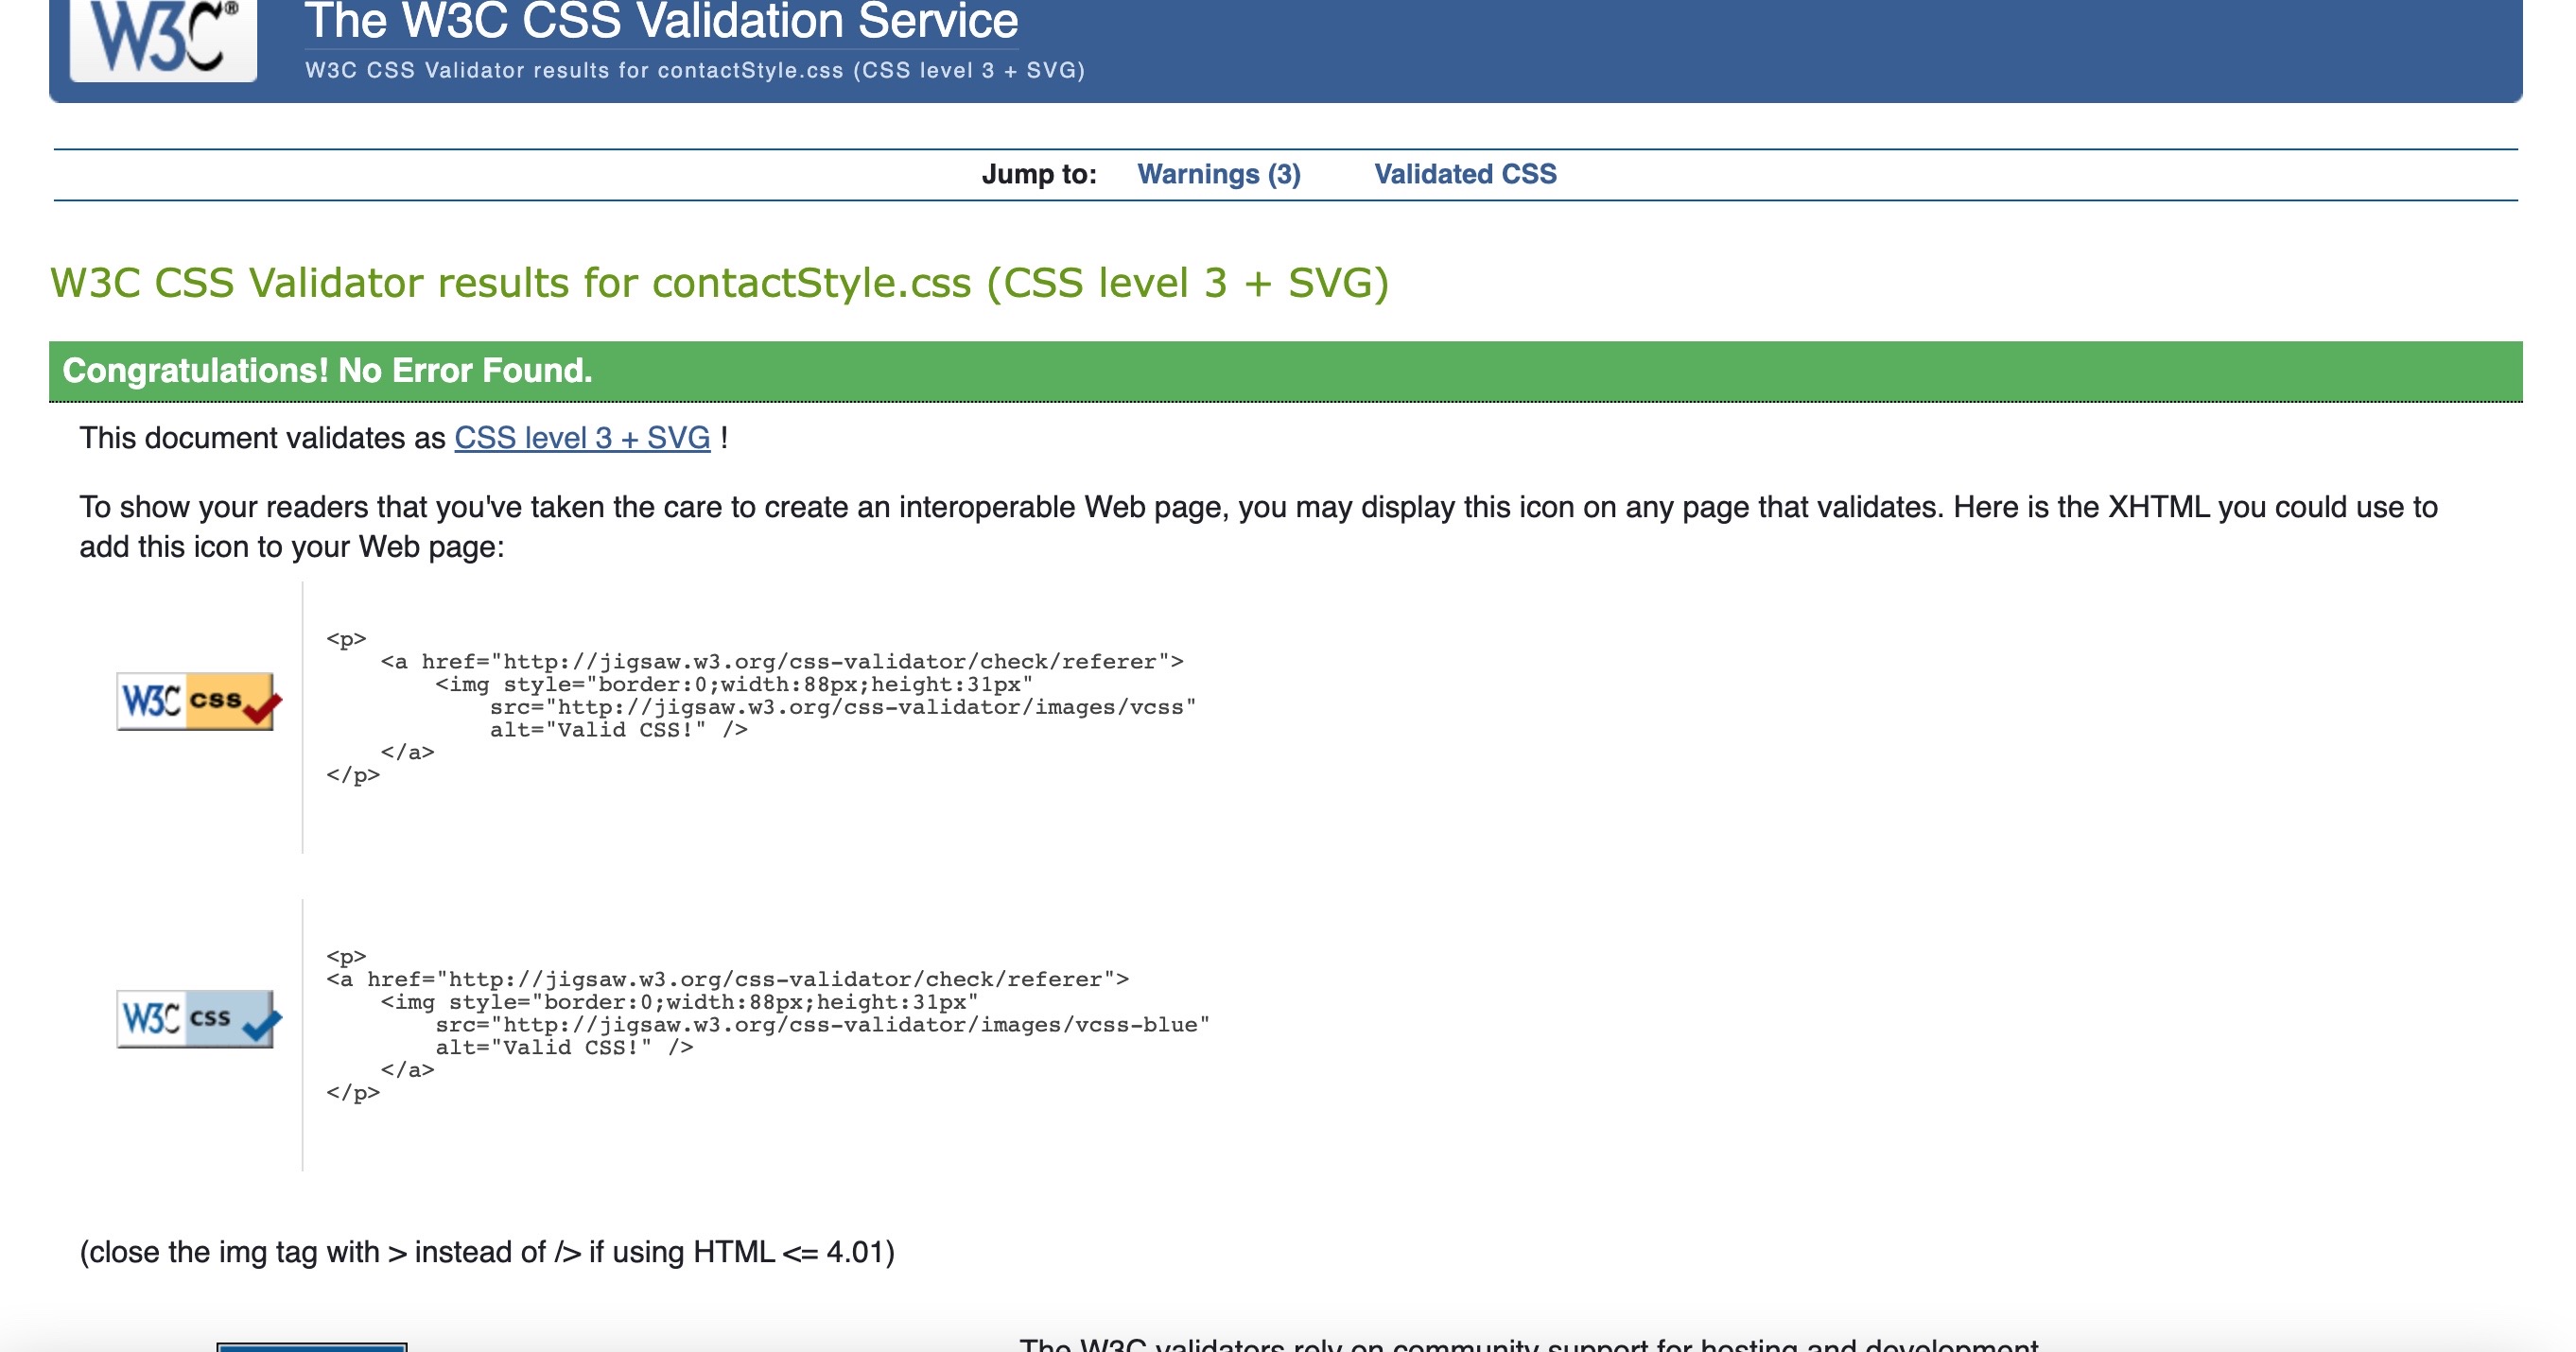 W3C®
The W3C CSS Validation Service
W3C CSS Validator results for contactStyle.css (CSS level 3 + SVG)
Jump to: Warnings (3) Validated CSS
W3C CSS Validator results for contactStyle.css (CSS level 3 + SVG)
Congratulations! No Error Found.
This document validates as CSS level 3 + SVG !
To show your readers that you've taken the care to create an interoperable Web page, you may display this icon on any page that validates. Here is the XHTML you could use to
add this icon to your Web page:
W3C css
<p>
    <a href="http://jigsaw.w3.org/css-validator/check/referer">
        <img style="border:0;width:88px;height:31px"
            src="http://jigsaw.w3.org/css-validator/images/vcss"
            alt="Valid CSS!" />
    </a>
</p>
W3C css
<p>
<a href="http://jigsaw.w3.org/css-validator/check/referer">
    <img style="border:0;width:88px;height:31px"
        src="http://jigsaw.w3.org/css-validator/images/vcss-blue"
        alt="Valid CSS!" />
    </a>
</p>
(close the img tag with > instead of /> if using HTML <= 4.01)
The W3C validators rely on community support for hosting and development